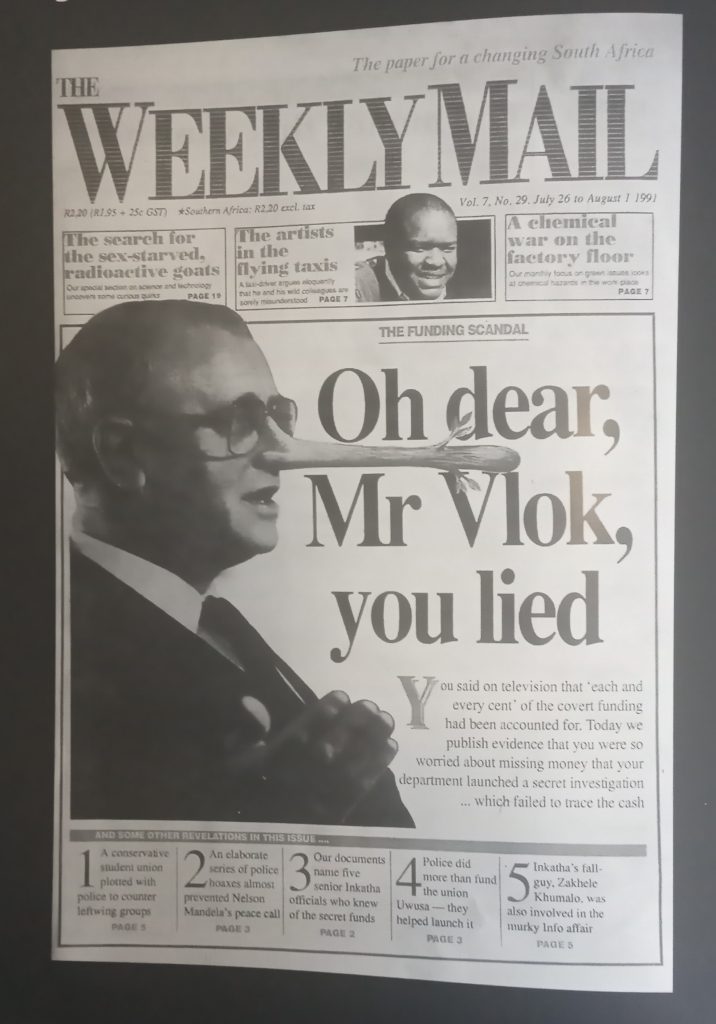 The paper for a changing South Africa
THE
WEEKLY MAIL
R2,20 (R1,95 + 25c GST) ★Southern Africa: R2,20 excl. tax
Vol. 7, No. 29. July 26 to August 1 1991
The search for
the sex-starved,
radioactive goats
Our special section on science and technology
uncovers some curious quirks PAGE 19
The artists
in the
flying taxis
A taxi-driver argues eloquently
that he and his wild colleagues are
sorely misunderstood PAGE 7
A chemical
war on the
factory floor
Our monthly focus on green issues looks
at chemical hazards in the work place
PAGE 7
THE FUNDING SCANDAL
Oh dear,
Mr Vlok,
you lied
You said on television that ‘each and
every cent’ of the covert funding
had been accounted for. Today we
publish evidence that you were so
worried about missing money that your
department launched a secret investigation
... which failed to trace the cash
AND SOME OTHER REVELATIONS IN THIS ISSUE ....
1 A conservative
student union
plotted with
police to counter
leftwing groups
PAGE 5
2 An elaborate
series of police
hoaxes almost
prevented Nelson
Mandela's peace call
PAGE 3
3 Our documents
name five
senior Inkatha
officials who knew
of the secret funds
PAGE 2
4 Police did
more than fund
the union
Uwusa — they
helped launch it
PAGE 3
5 Inkatha's fall-
guy, Zakhele
Khumalo, was
also involved in the
murky Info affair
PAGE 5